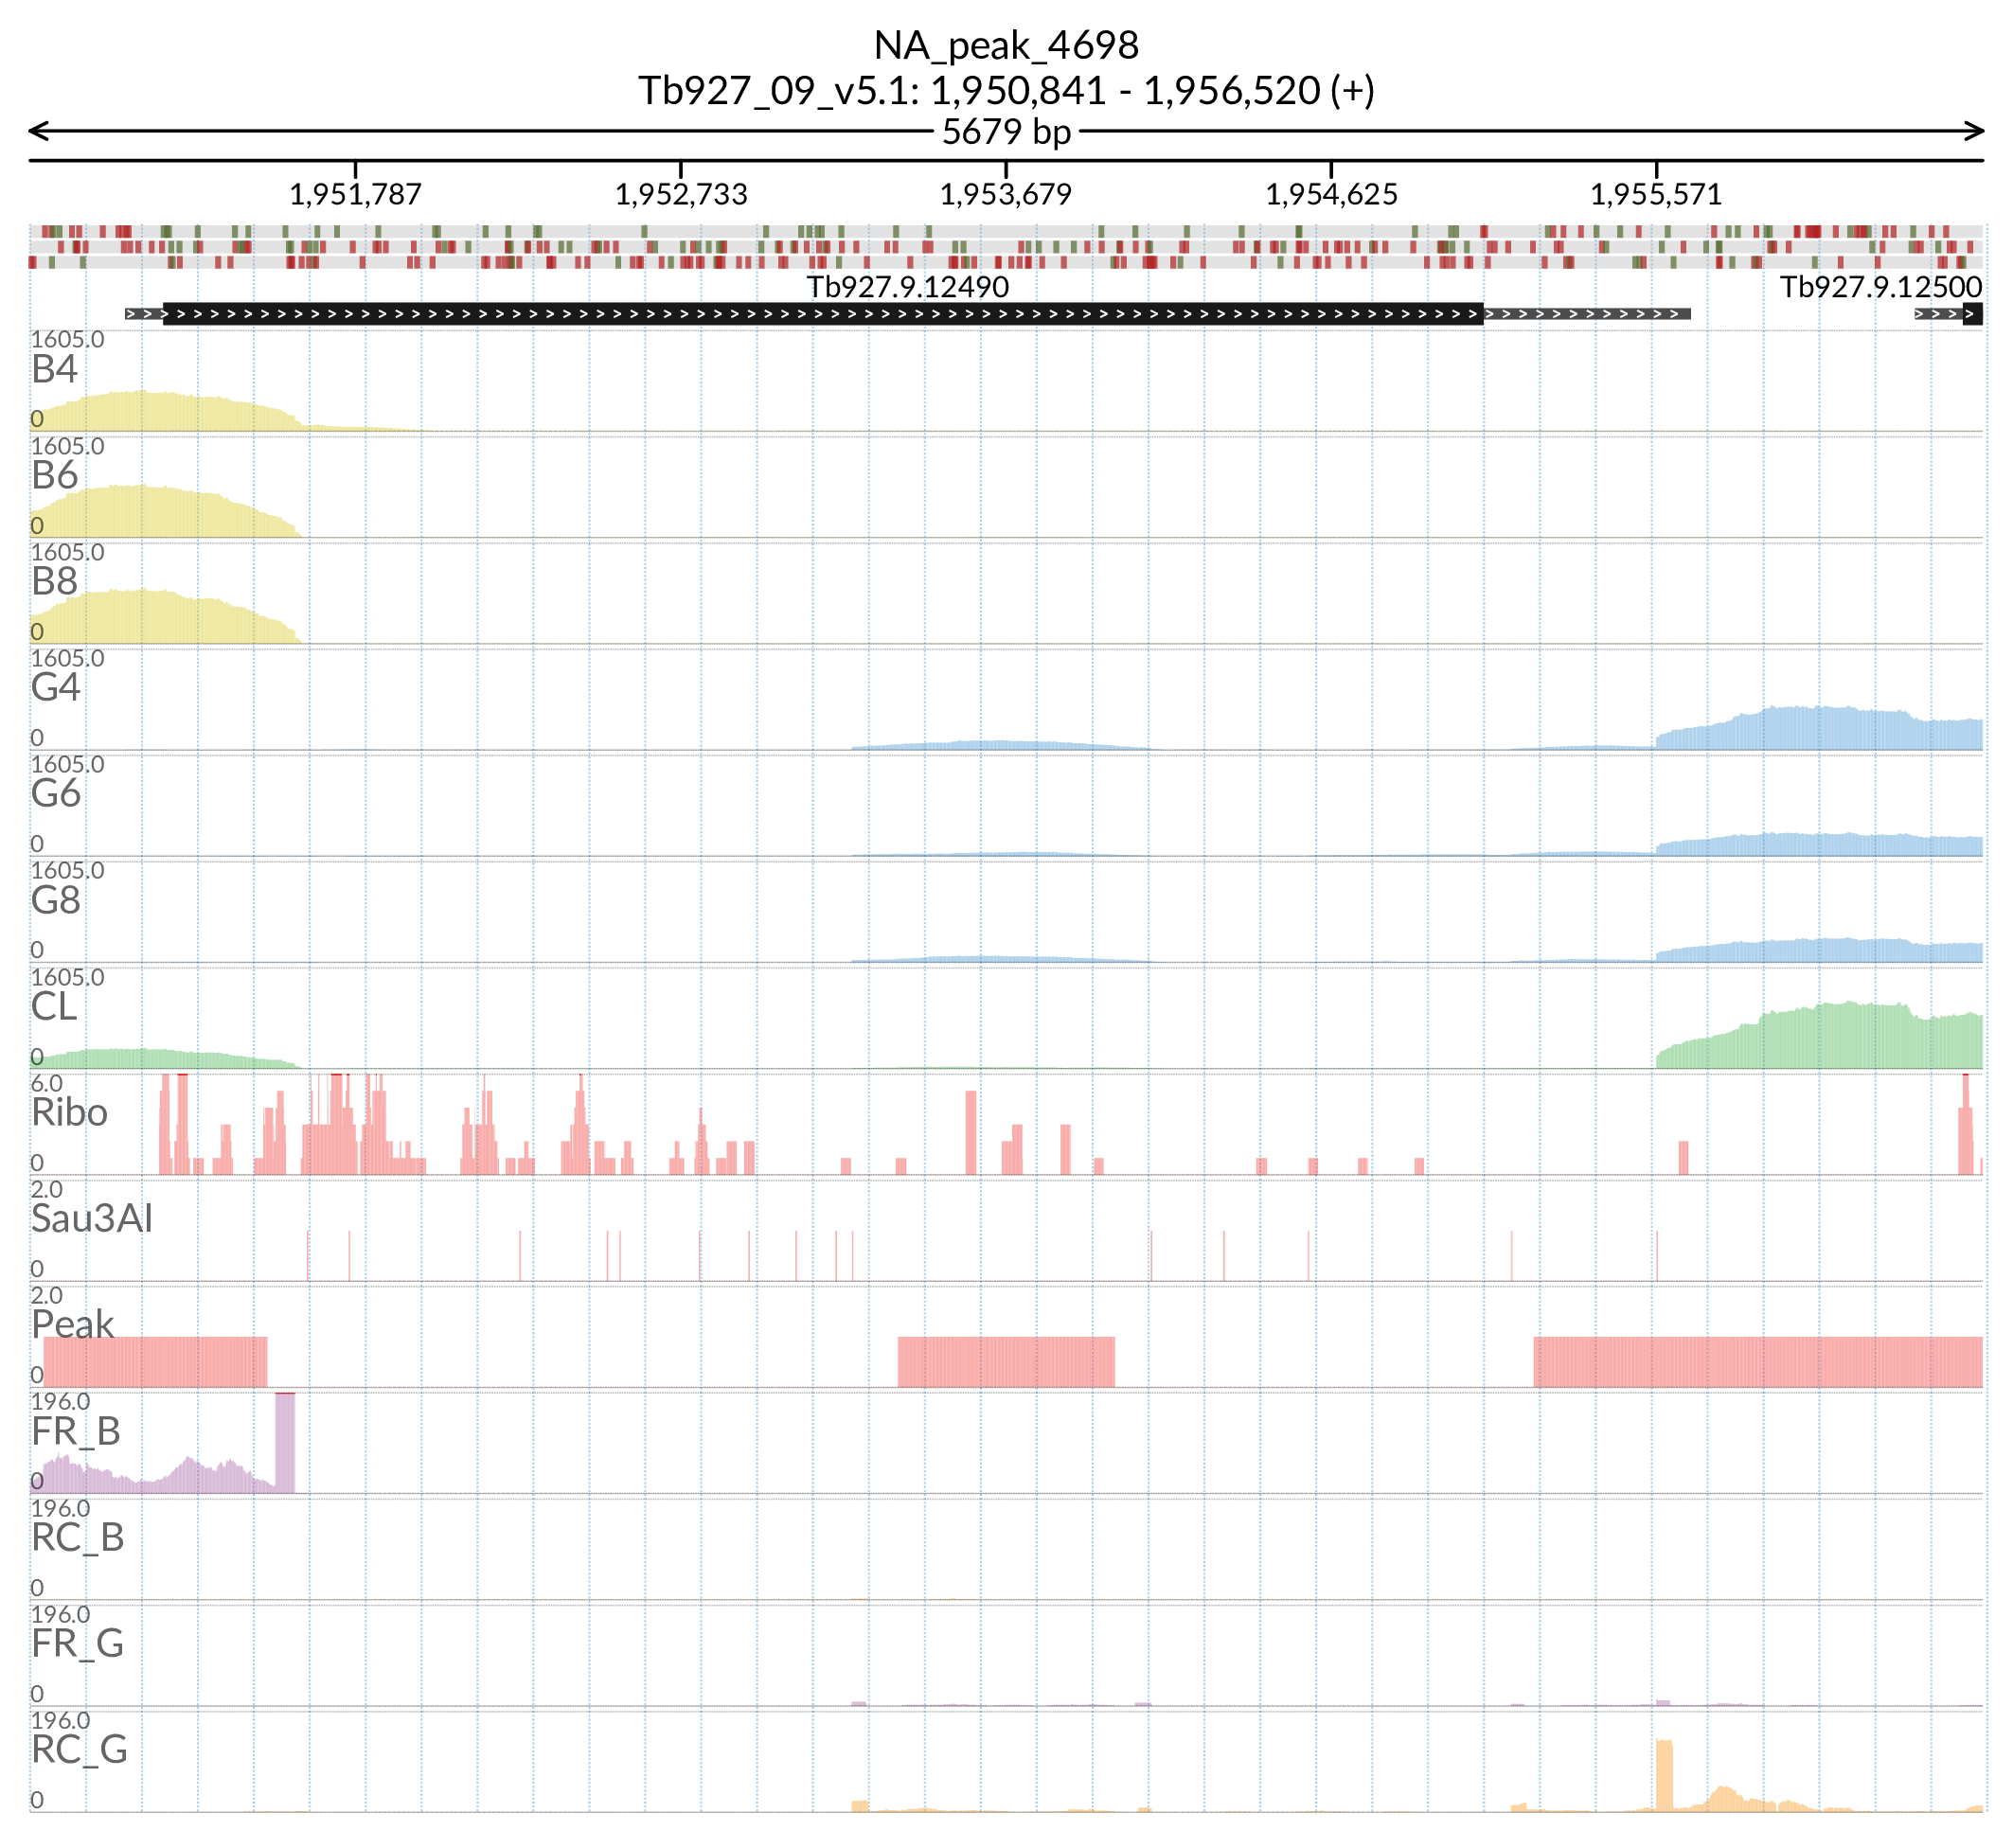 NA_peak_4698
Tb927_09_v5.1: 1,950,841 - 1,956,520 (+)
5679 bp
1,951,787 1,952,733 1,953,679 1,954,625 1,955,571
Tb927.9.12490 Tb927.9.12500
1605.0
B4
0
1605.0
B6
0
1605.0
B8
0
1605.0
G4
0
1605.0
G6
0
1605.0
G8
0
1605.0
CL
0
6.0
Ribo
0
2.0
Sau3AI
0
2.0
Peak
0
196.0
FR_B
0
196.0
RC_B
0
196.0
FR_G
0
196.0
RC_G
0